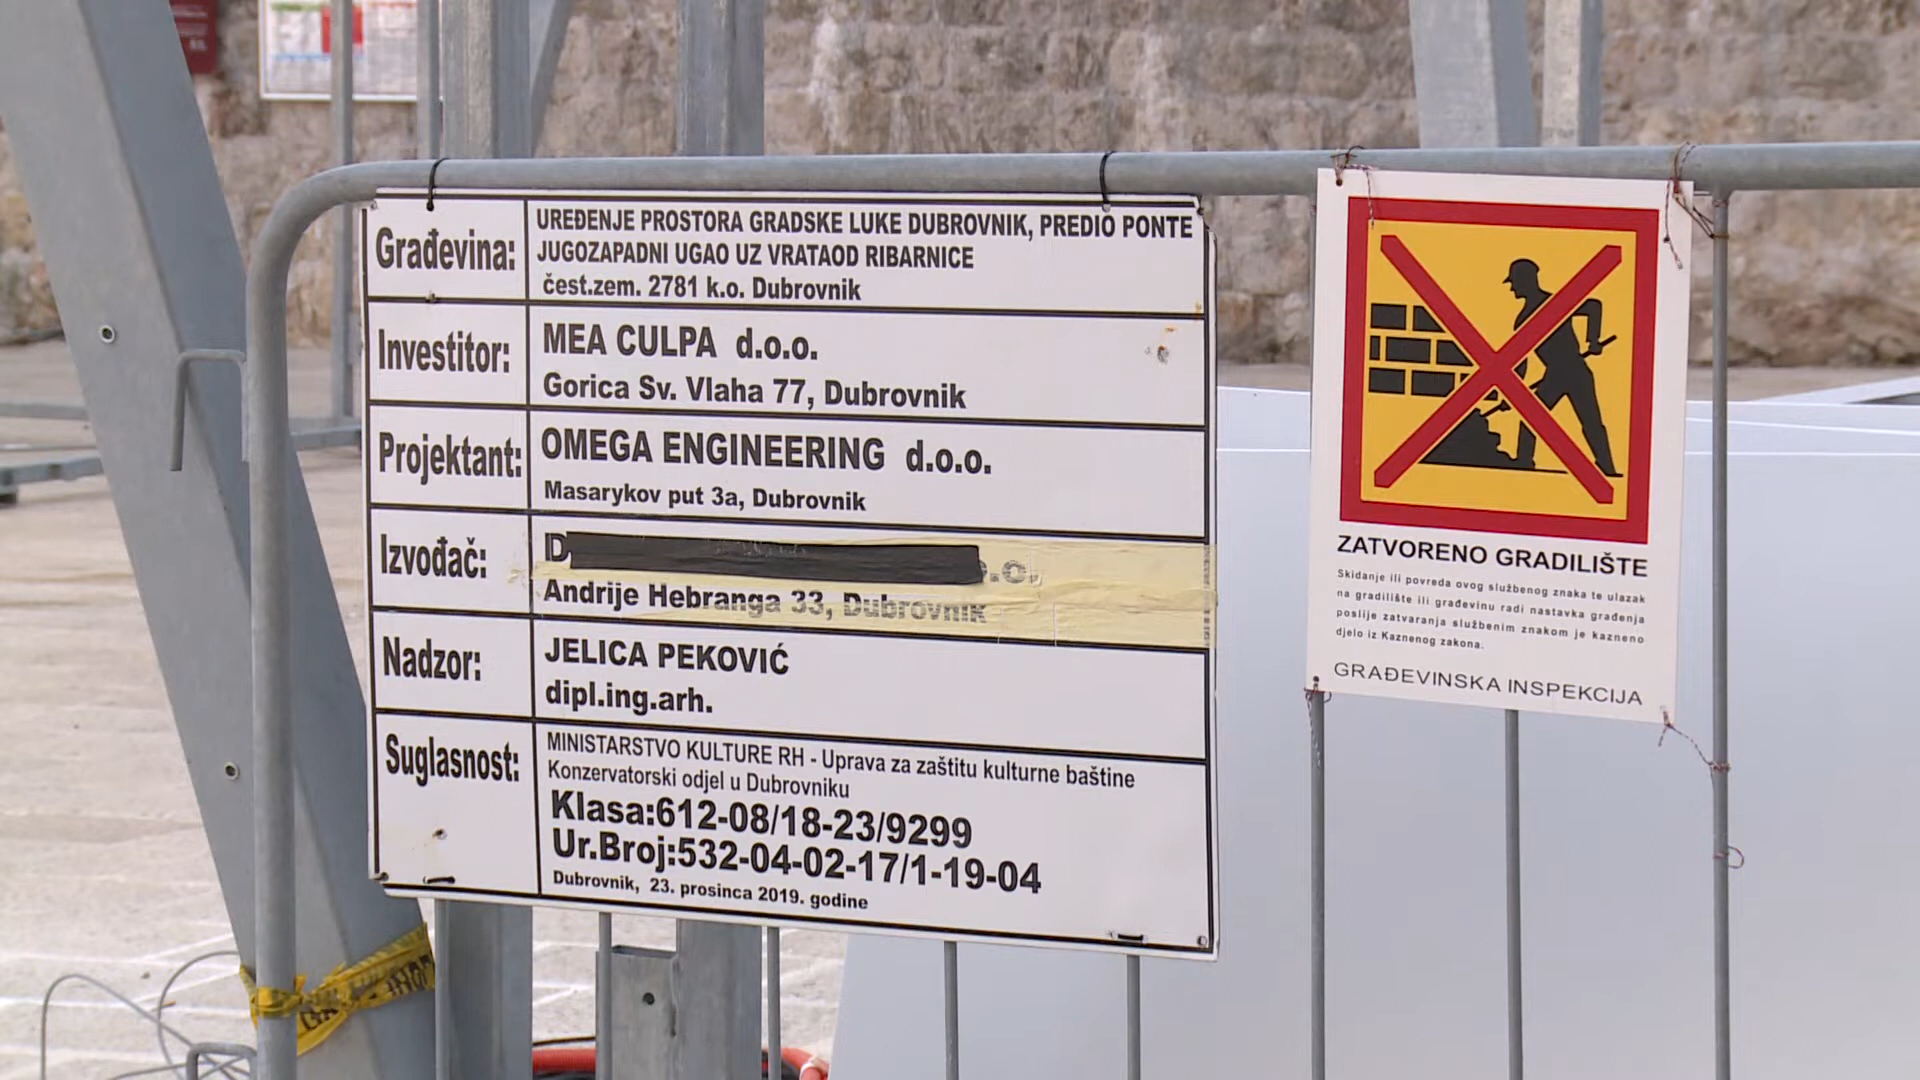 Građevina:
UREĐENJE PROSTORA GRADSKE LUKE DUBROVNIK, PREDIO PONTE
JUGOZAPADNI UGAO UZ VRATAOD RIBARNICE
čest.zem. 2781 k.o. Dubrovnik
Investitor:
MEA CULPA d.o.o.
Gorica Sv. Vlaha 77, Dubrovnik
Projektant:
OMEGA ENGINEERING d.o.o.
Masarykov put 3a, Dubrovnik
Izvođač:
D .o.
Andrije Hebranga 33, Dubrovnik
Nadzor:
JELICA PEKOVIĆ
dipl.ing.arh.
Suglasnost:
MINISTARSTVO KULTURE RH - Uprava za zaštitu kulturne baštine
Konzervatorski odjel u Dubrovniku
Klasa:612-08/18-23/9299
Ur.Broj:532-04-02-17/1-19-04
Dubrovnik, 23. prosinca 2019. godine
ZATVORENO GRADILIŠTE
Skidanje ili povreda ovog službenog znaka te ulazak
na gradilište ili građevinu radi nastavka građenja
poslije zatvaranja službenim znakom je kazneno
djelo iz Kaznenog zakona.
GRAĐEVINSKA INSPEKCIJA